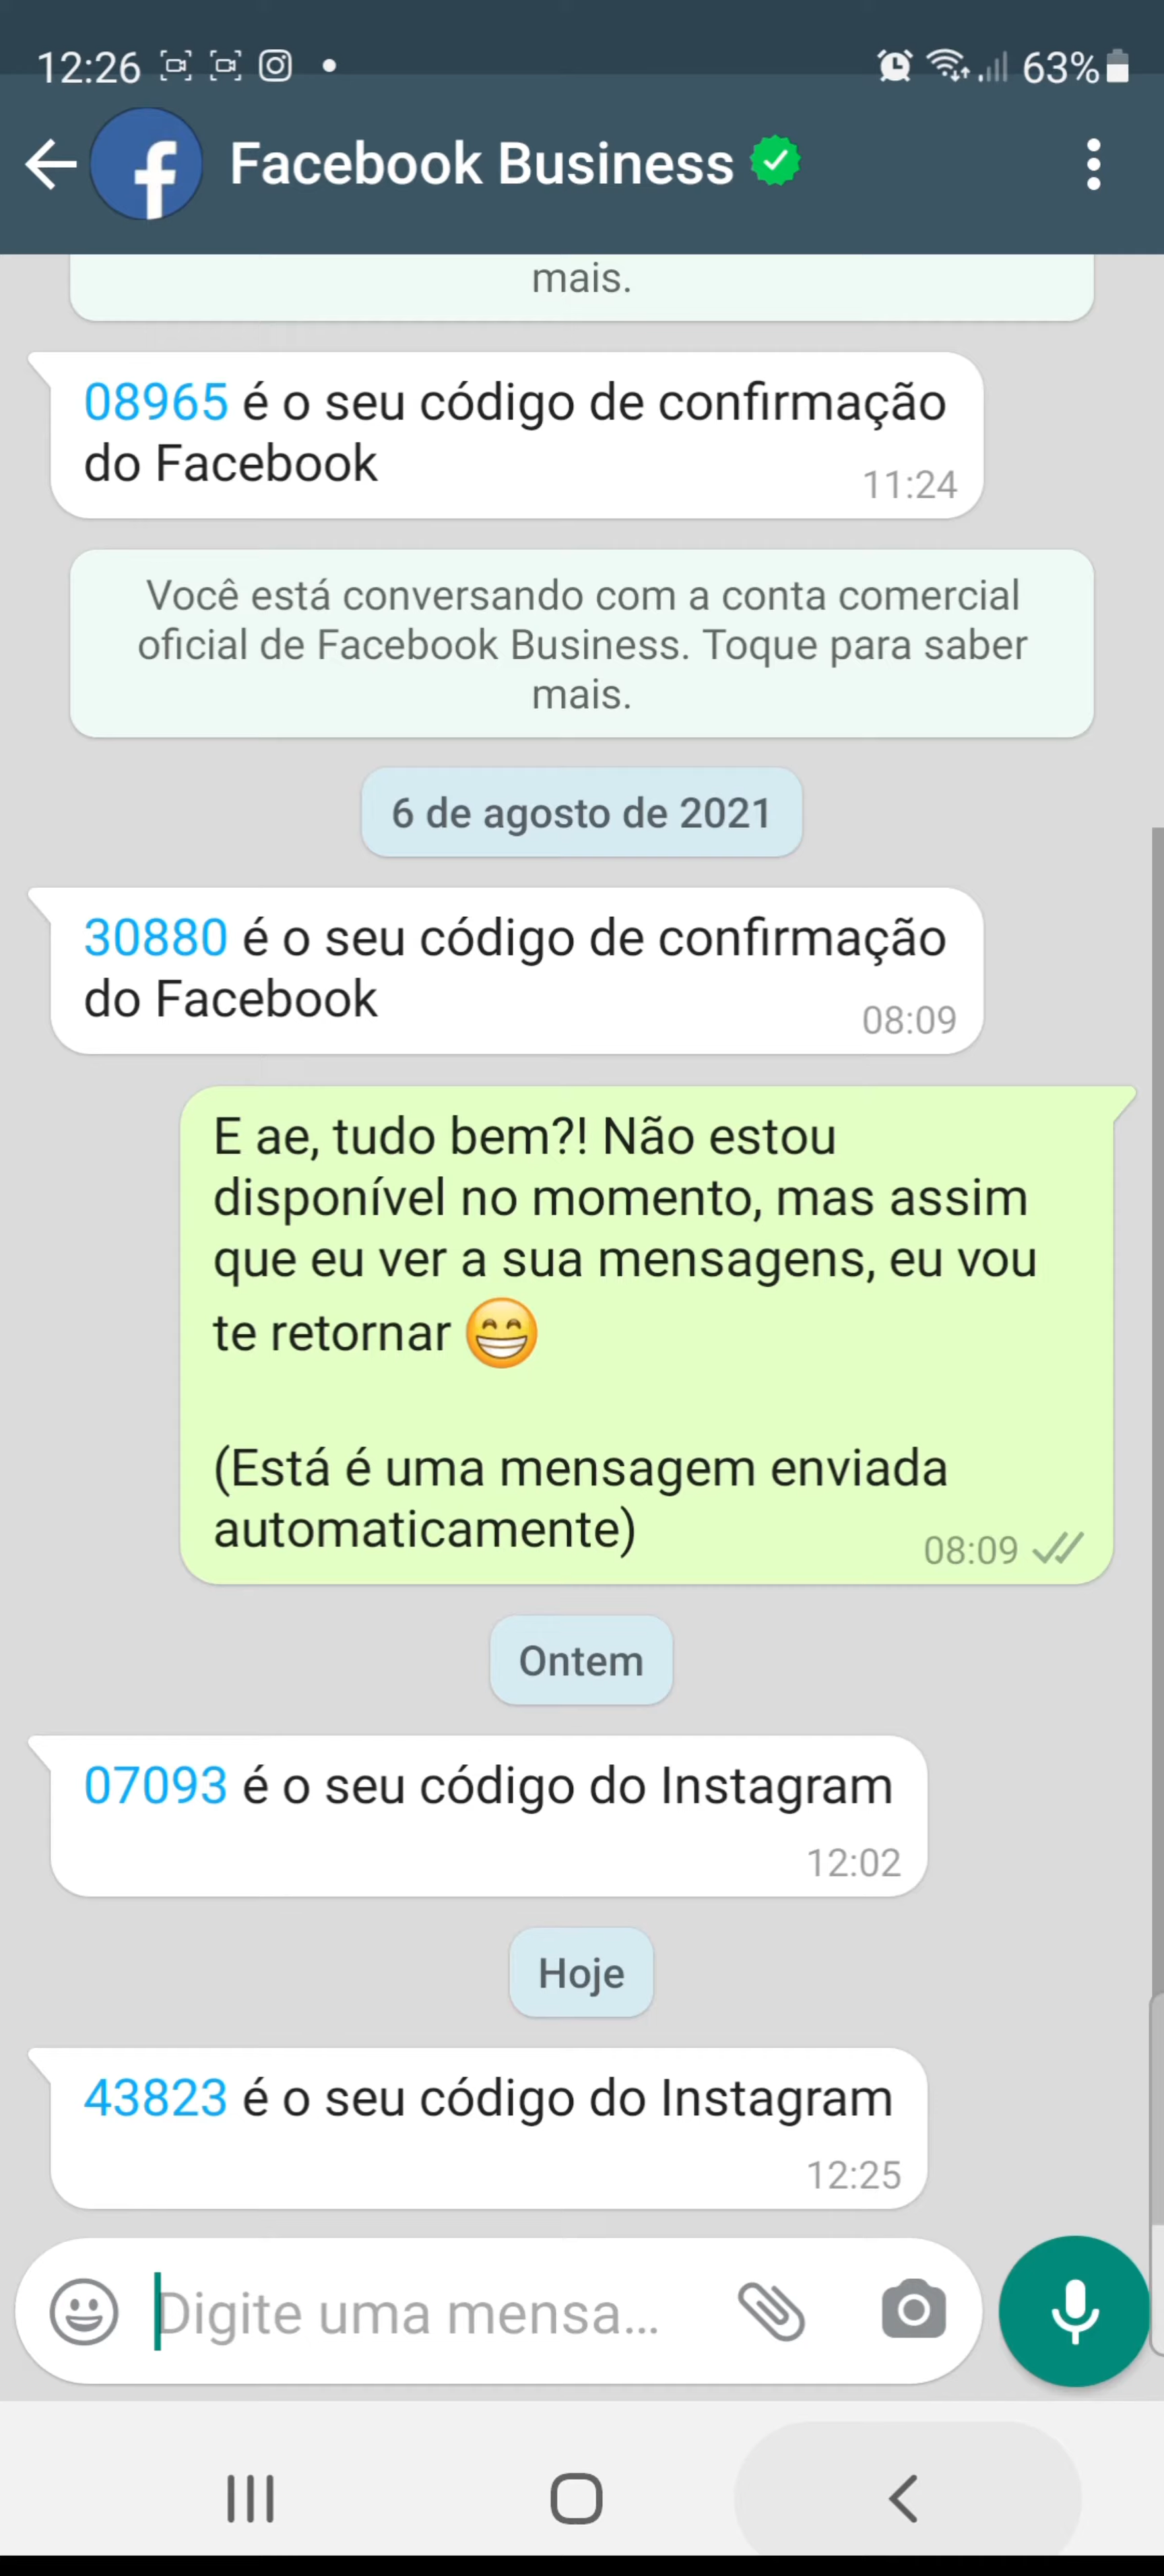 12:26
63%
Facebook Business
mais.
08965 é o seu código de confirmação
do Facebook
11:24
Você está conversando com a conta comercial
oficial de Facebook Business. Toque para saber
mais.
6 de agosto de 2021
30880 é o seu código de confirmação
do Facebook
08:09
E ae, tudo bem?! Não estou
disponível no momento, mas assim
que eu ver a sua mensagens, eu vou
te retornar 😁
(Está é uma mensagem enviada
automaticamente)
08:09
Ontem
07093 é o seu código do Instagram
12:02
Hoje
43823 é o seu código do Instagram
12:25
Digite uma mensa...